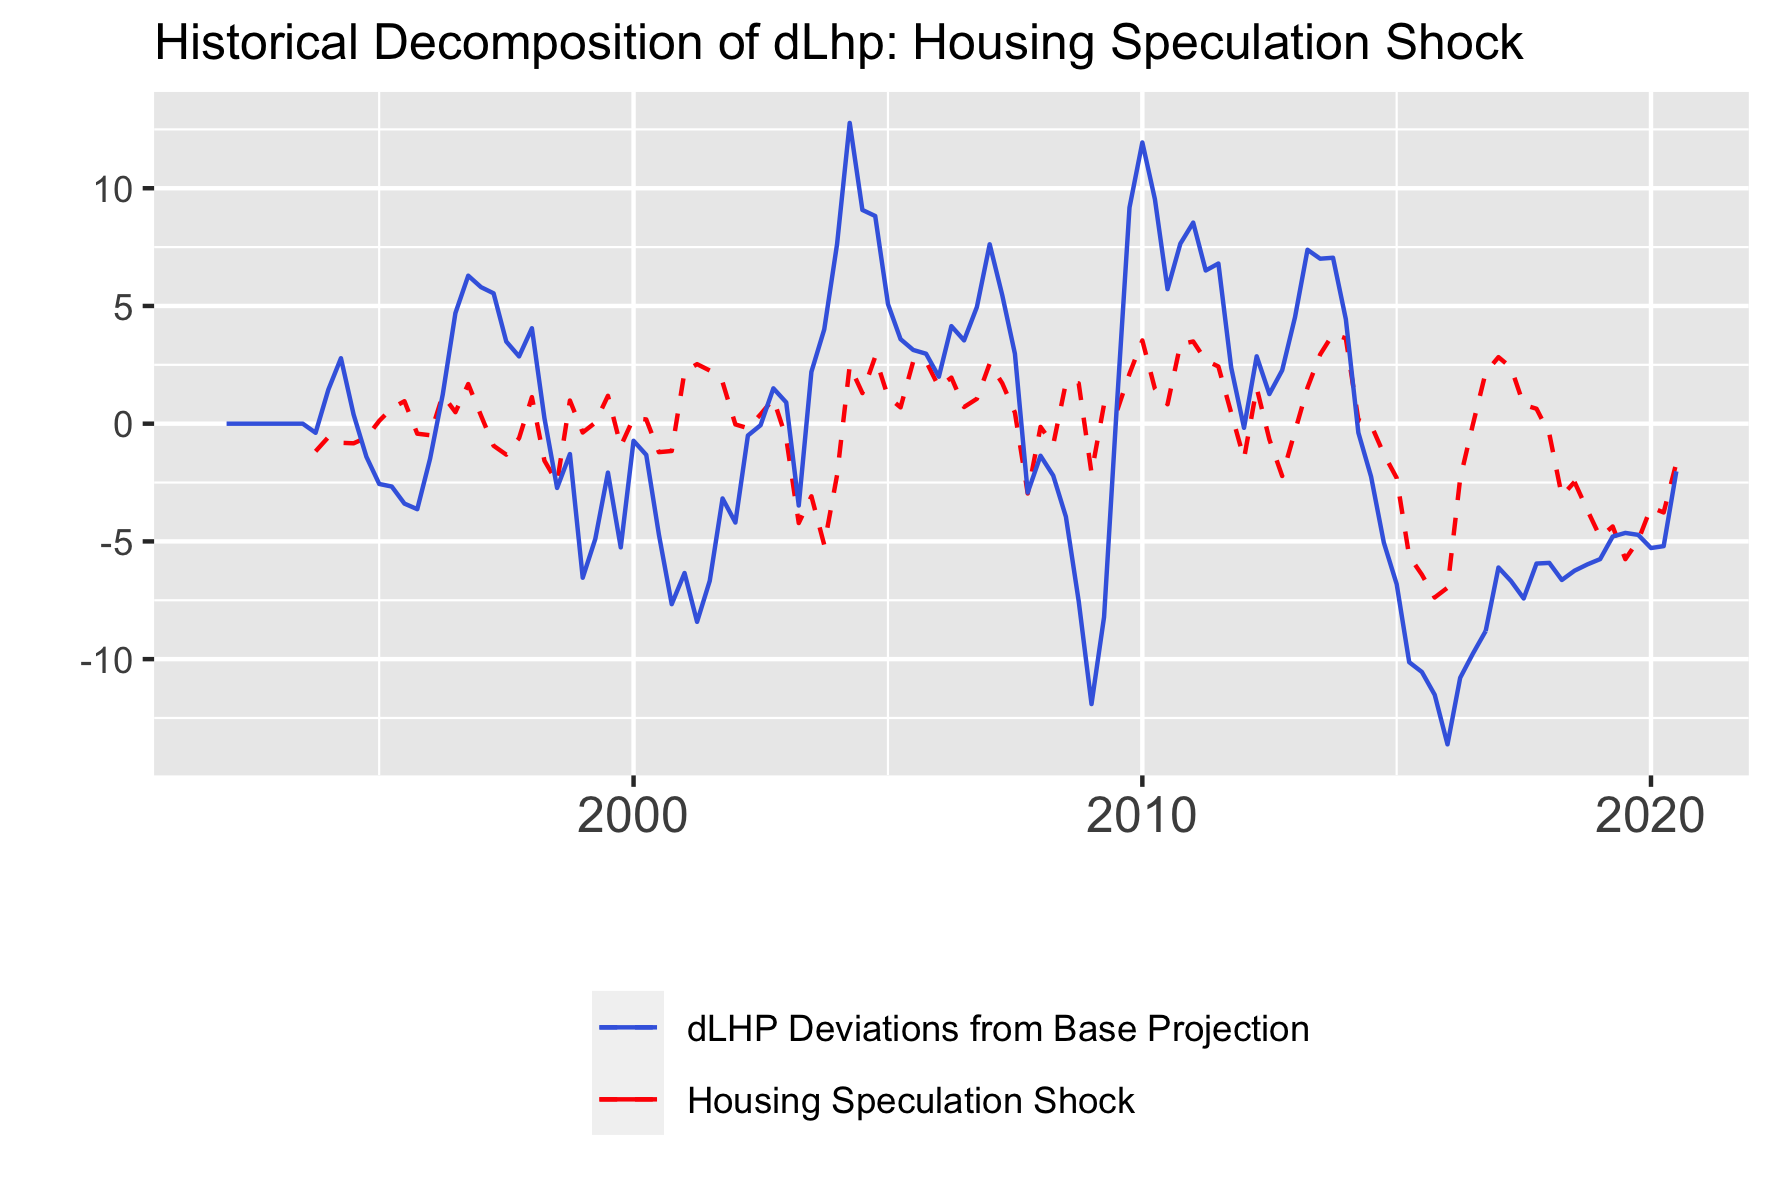 Historical Decomposition of dLhp: Housing Speculation Shock
10
5
0
-5
-10
2000 2010 2020
dLHP Deviations from Base Projection
Housing Speculation Shock